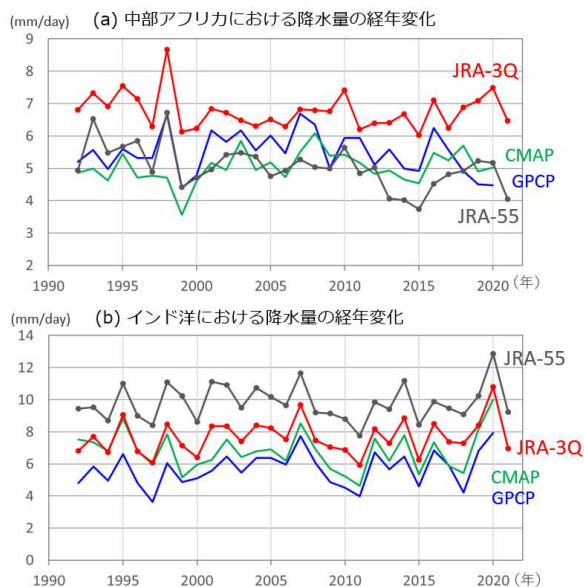 (a) 中部アフリカにおける降水量の経年変化
(mm/day)
9
8
7
6
5
4
3
2
JRA-3Q
CMAP
GPCP
JRA-55
1990 1995 2000 2005 2010 2015 2020 (年)
(b) インド洋における降水量の経年変化
(mm/day)
14
12
10
8
6
4
2
0
JRA-55
JRA-3Q
CMAP
GPCP
1990 1995 2000 2005 2010 2015 2020 (年)